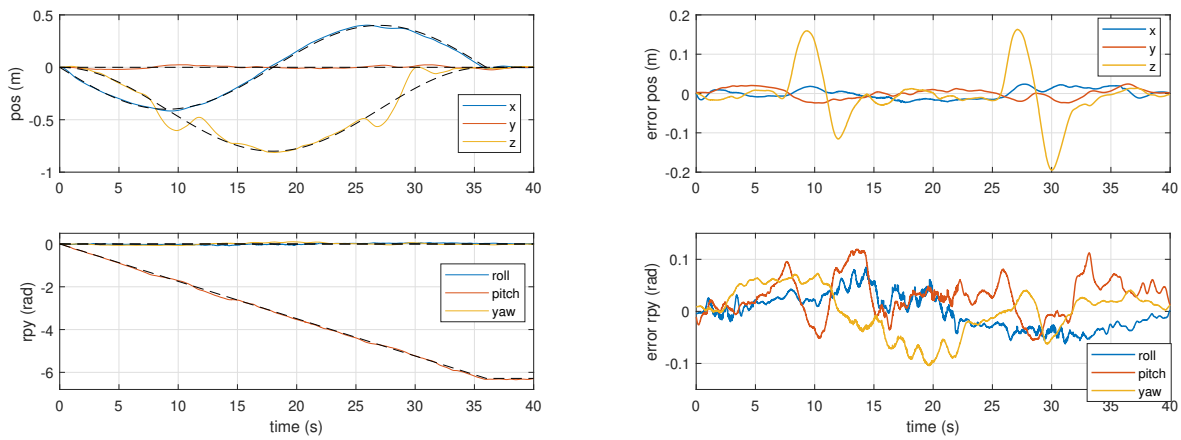 0.5
0
-0.5
-1
pos (m)
x
y
z
0 5 10 15 20 25 30 35 40
0.2
0.1
0
-0.1
-0.2
error pos (m)
x
y
z
0 5 10 15 20 25 30 35 40
0
-2
-4
-6
rpy (rad)
roll
pitch
yaw
0 5 10 15 20 25 30 35 40
time (s)
0.1
0
-0.1
error rpy (rad)
roll
pitch
yaw
0 5 10 15 20 25 30 35 40
time (s)